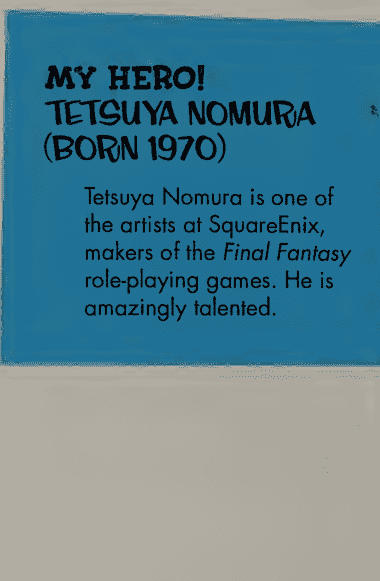 MY HERO!
TETSUYA NOMURA
(BORN 1970)
Tetsuya Nomura is one of
the artists at SquareEnix,
makers of the Final Fantasy
role-playing games. He is
amazingly talented.